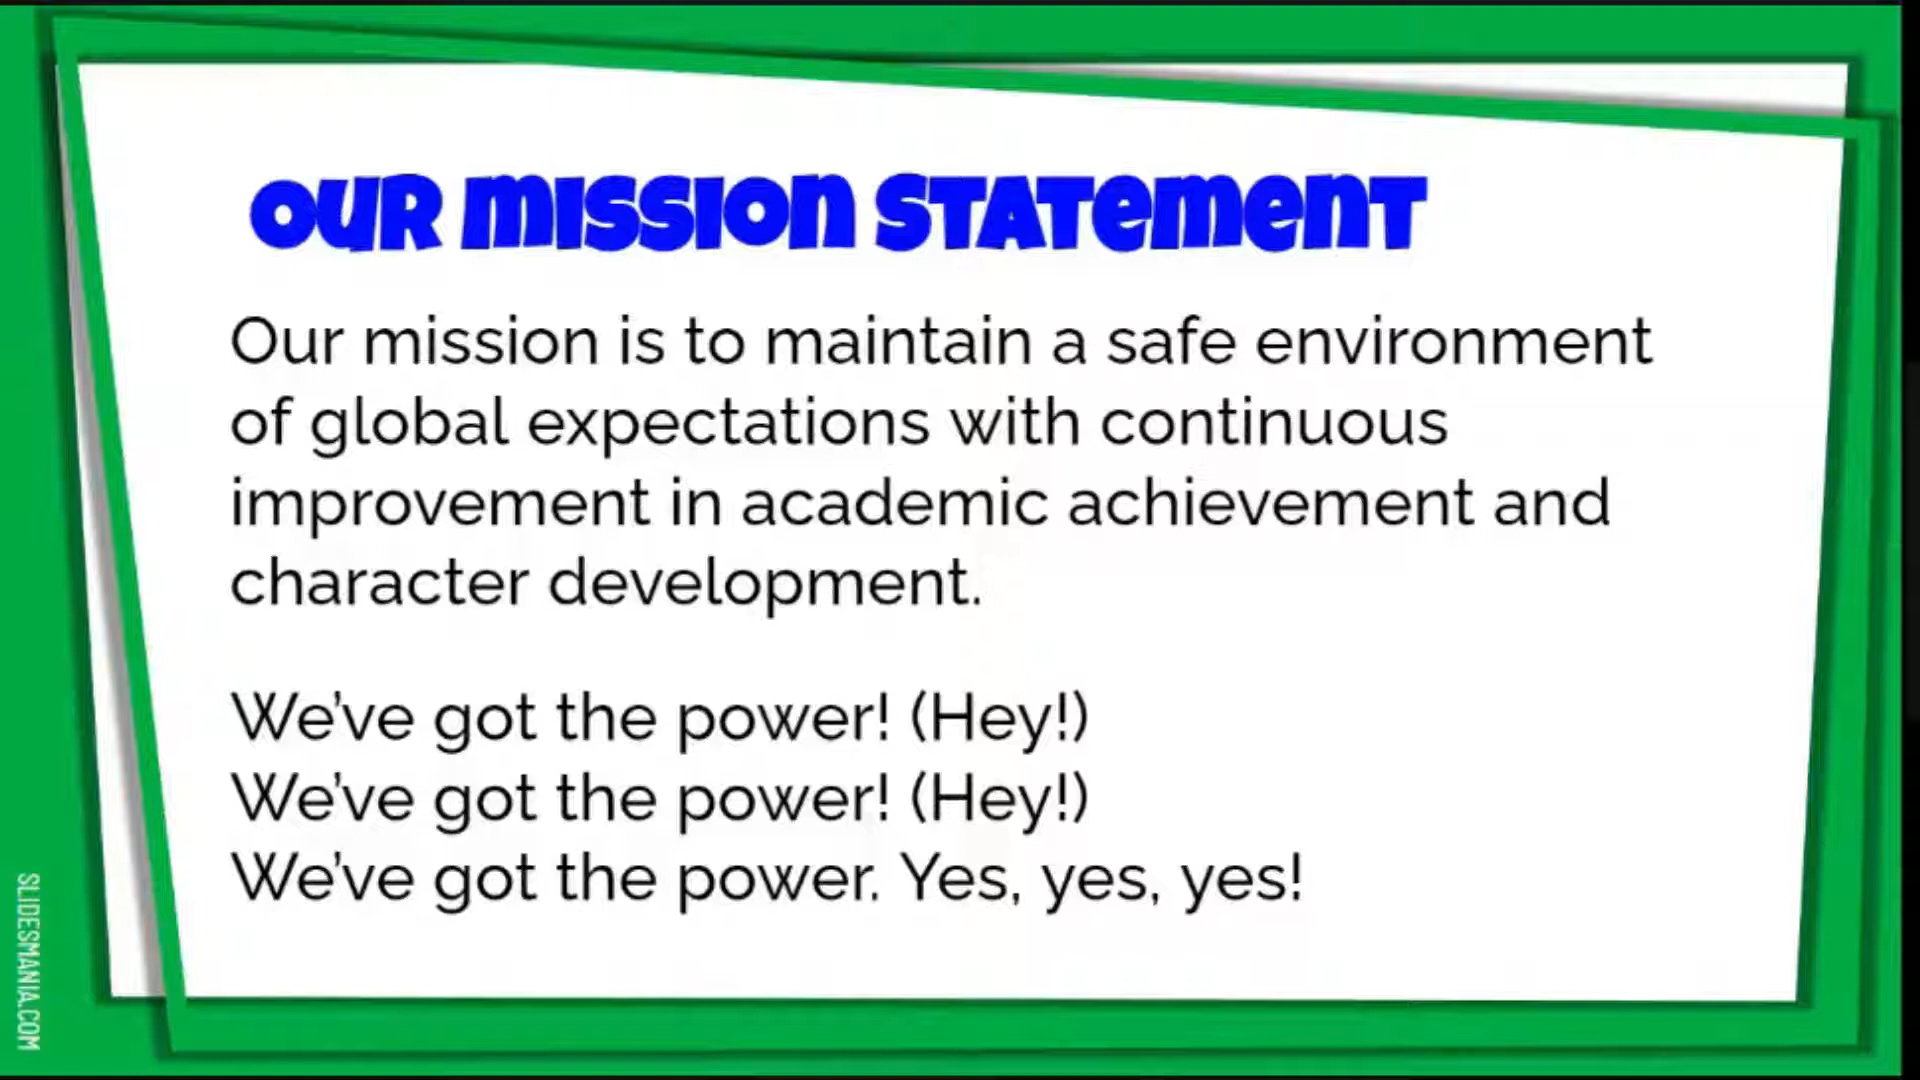 OUR MISSION STATEMENT
Our mission is to maintain a safe environment
of global expectations with continuous
improvement in academic achievement and
character development.
We've got the power! (Hey!)
We've got the power! (Hey!)
We've got the power. Yes, yes, yes!
SLIDESMANIA.COM